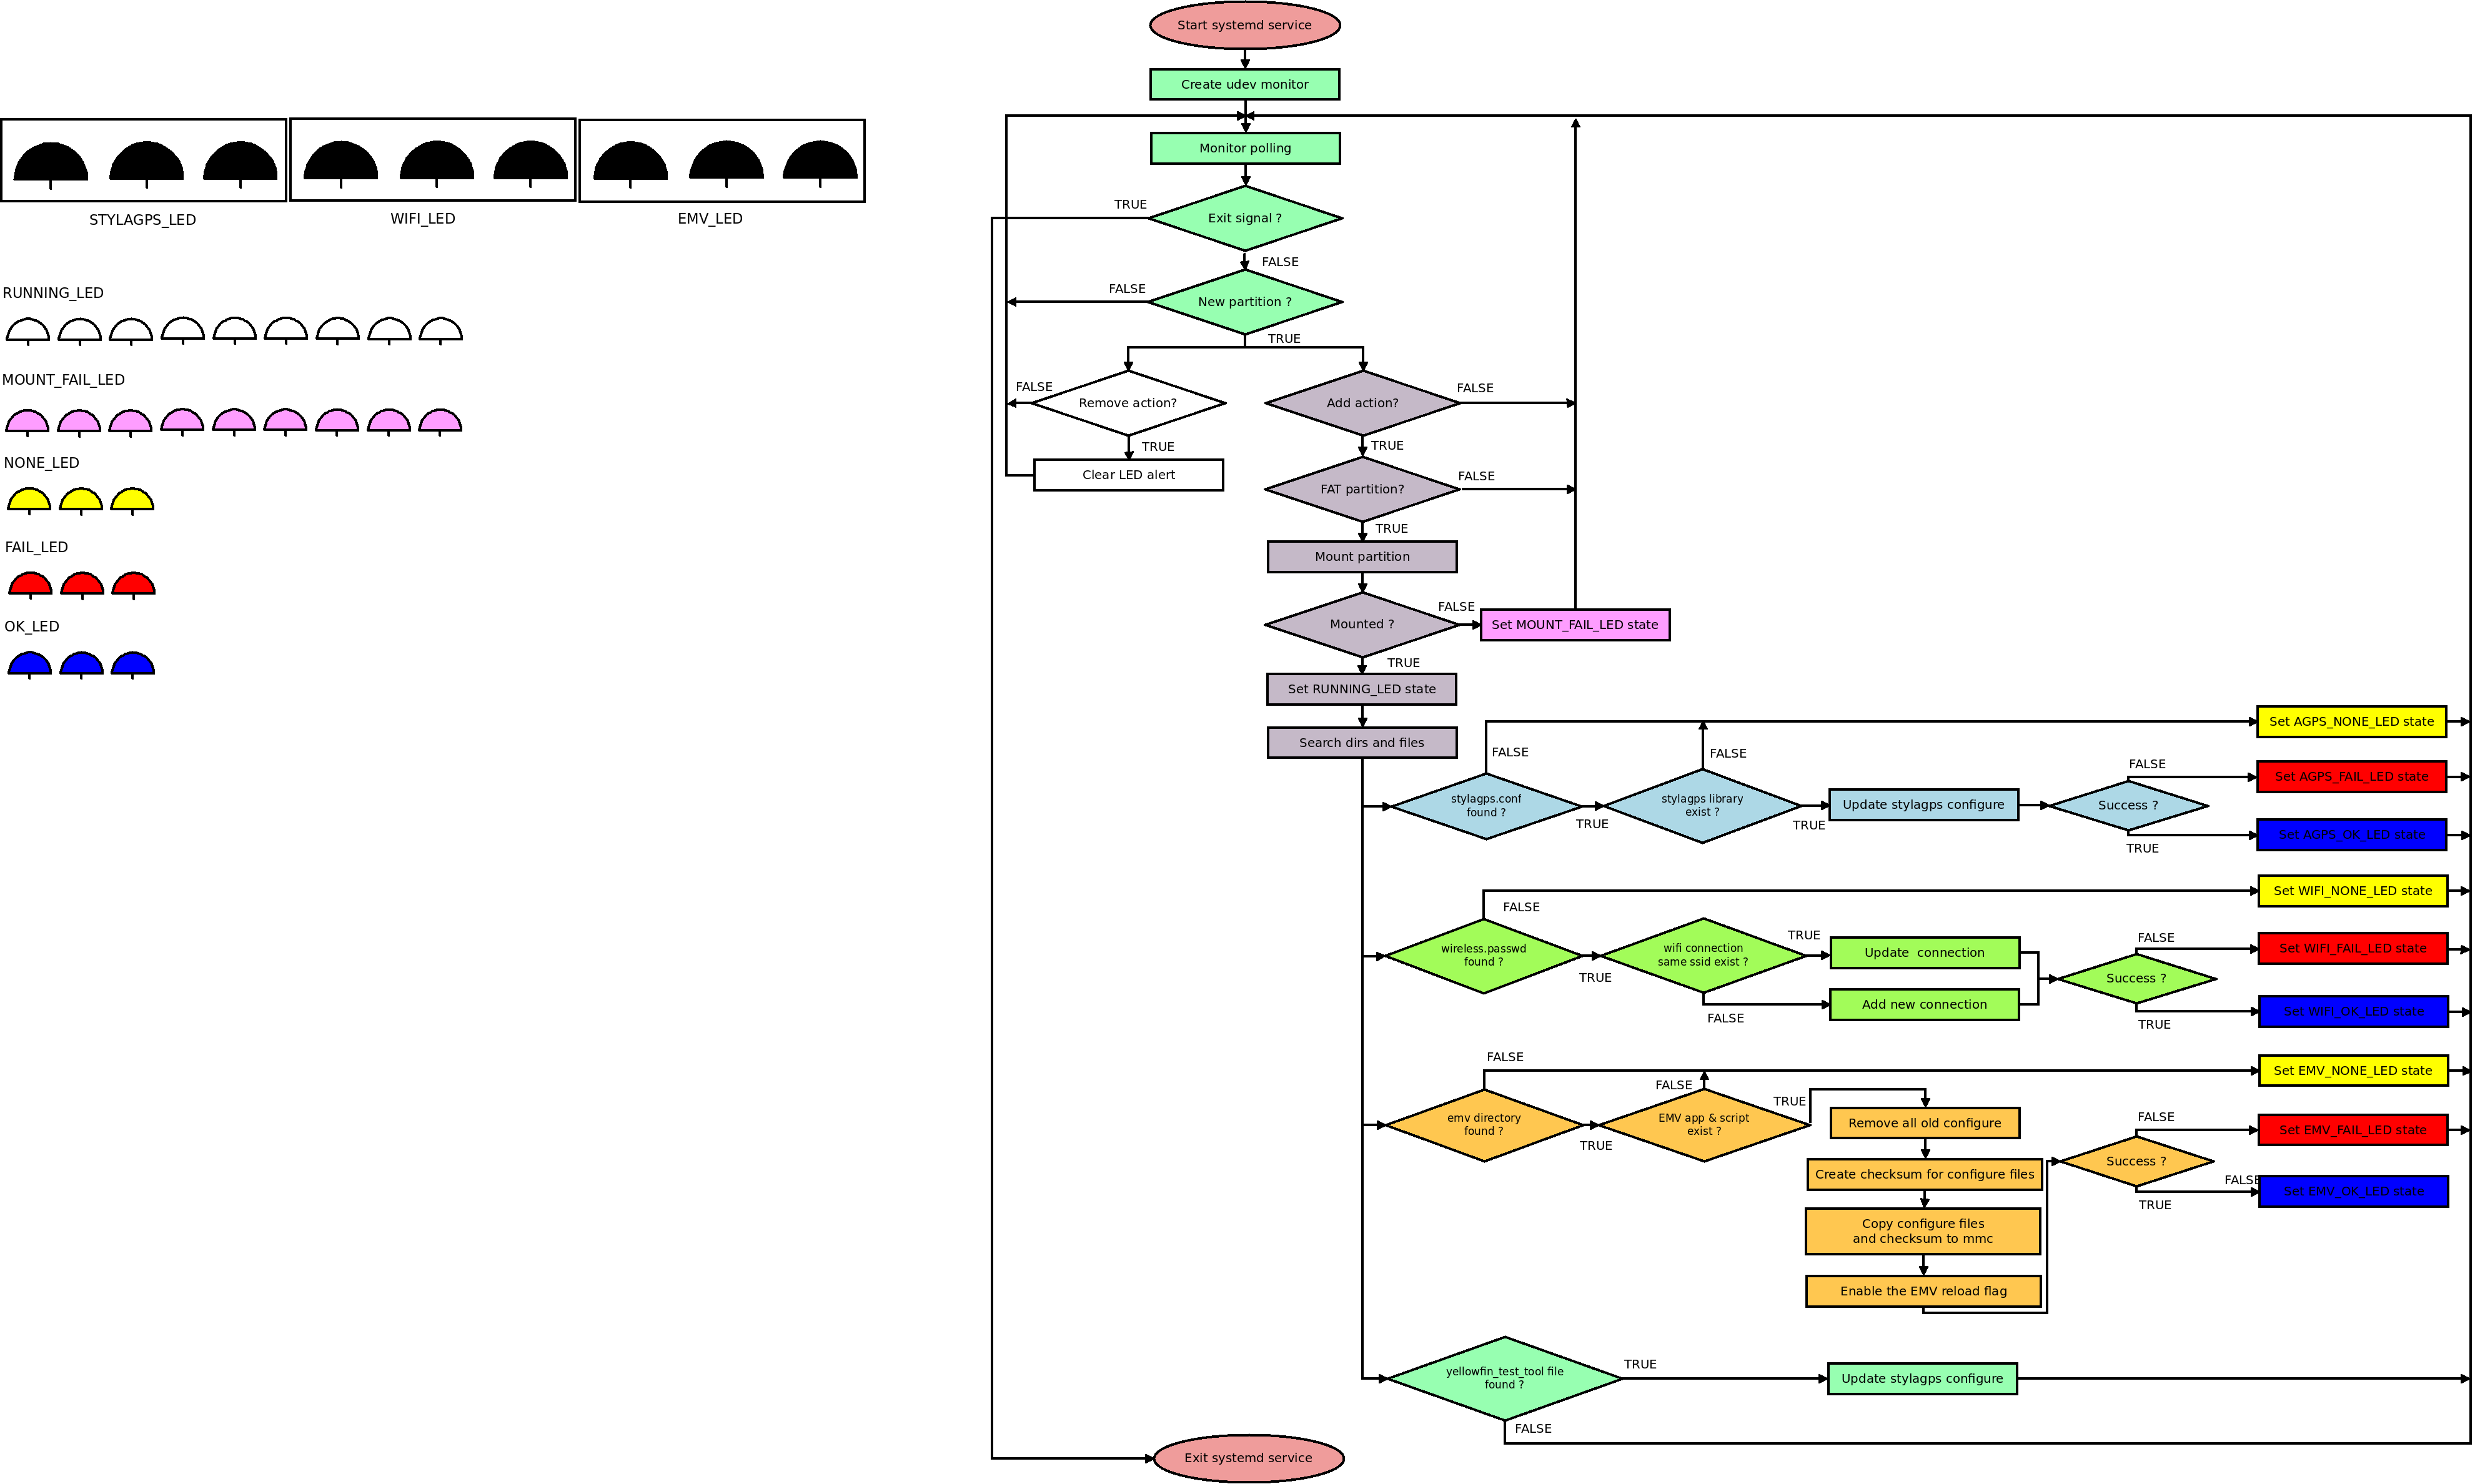 Start systemd service
Create udev monitor
Monitor polling
STYLAGPS_LED
WIFI_LED
EMV_LED
TRUE
Exit signal ?
FALSE
RUNNING_LED
FALSE
New partition ?
TRUE
MOUNT_FAIL_LED
FALSE
Remove action?
TRUE
Clear LED alert
Add action?
FALSE
TRUE
NONE_LED
FAT partition?
FALSE
TRUE
FAIL_LED
Mount partition
OK_LED
Mounted ?
FALSE
Set MOUNT_FAIL_LED state
TRUE
Set RUNNING_LED state
Search dirs and files
FALSE
FALSE
Set AGPS_NONE_LED state
stylagps.conf
found ?
TRUE
stylagps library
exist ?
TRUE
Update stylagps configure
Success ?
FALSE
Set AGPS_FAIL_LED state
TRUE
Set AGPS_OK_LED state
FALSE
Set WIFI_NONE_LED state
wireless.passwd
found ?
TRUE
wifi connection
same ssid exist ?
TRUE
Update  connection
FALSE
Add new connection
Success ?
FALSE
Set WIFI_FAIL_LED state
TRUE
Set WIFI_OK_LED state
FALSE
Set EMV_NONE_LED state
emv directory
found ?
TRUE
FALSE
EMV app & script
exist ?
TRUE
Remove all old configure
Create checksum for configure files
Copy configure files
and checksum to mmc
Enable the EMV reload flag
Success ?
FALSE
Set EMV_FAIL_LED state
TRUE
FALSE
Set EMV_OK_LED state
yellowfin_test_tool file
found ?
TRUE
Update stylagps configure
FALSE
Exit systemd service